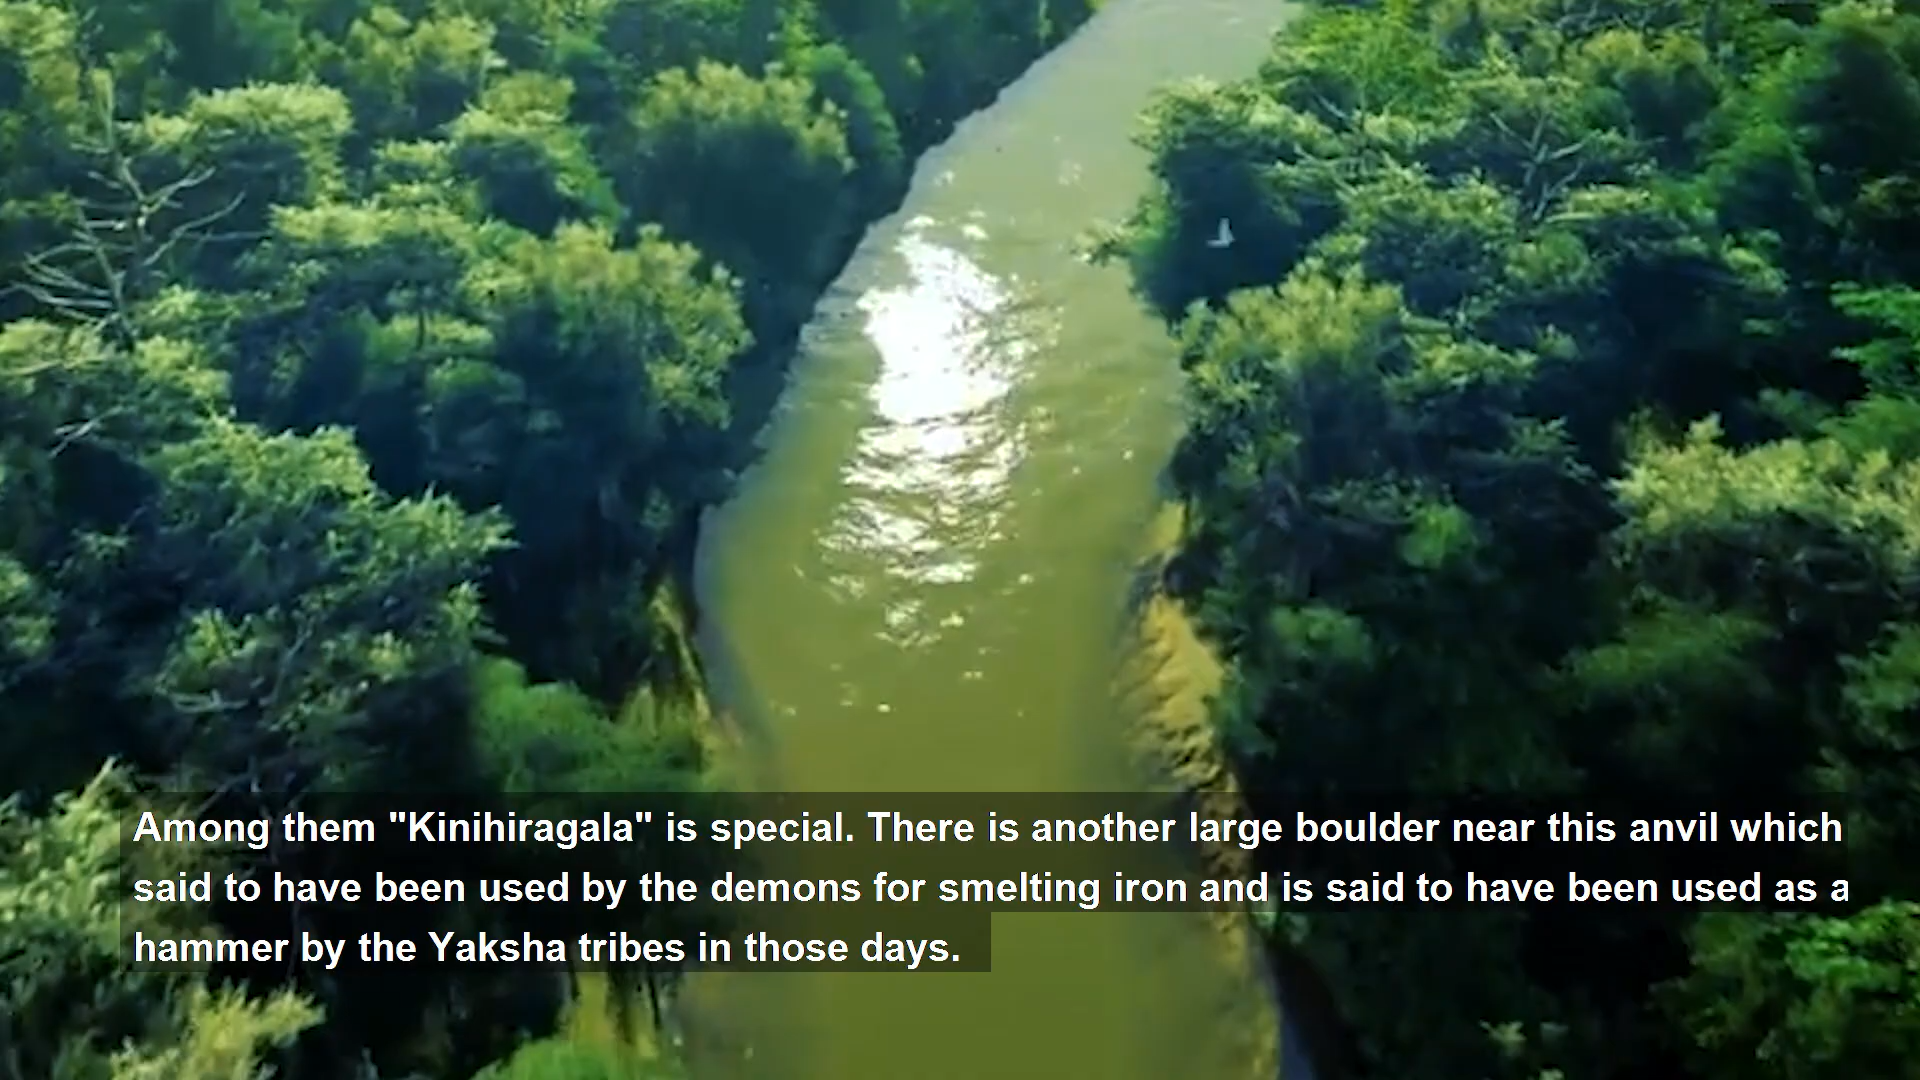 Among them "Kinihiragala" is special. There is another large boulder near this anvil which
said to have been used by the demons for smelting iron and is said to have been used as a
hammer by the Yaksha tribes in those days.